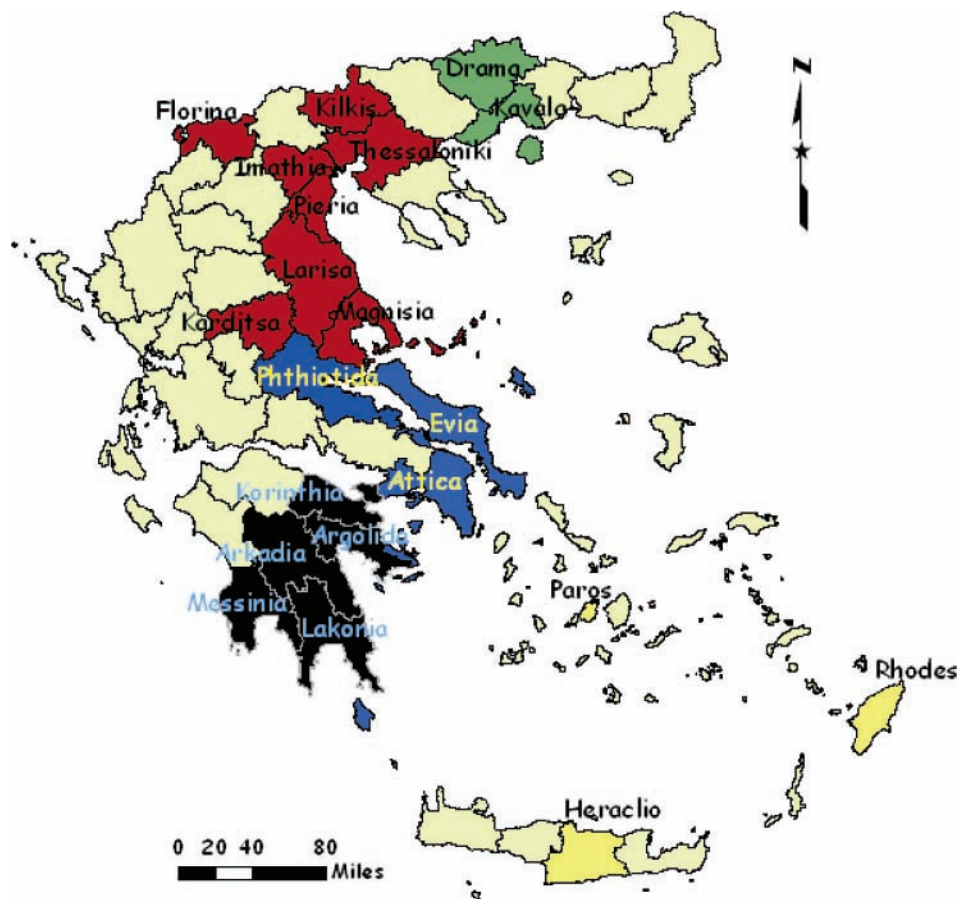 Drama
Florina
Kilkis
Kavala
Thessaloniki
Imathia
Pieria
Larisa
Magnisia
Karditsa
Phthiotida
Evia
Attica
Korinthia
Argolida
Arkadia
Messinia
Lakonia
Paros
Rhodes
Heraclio
0 20 40 80
Miles
N